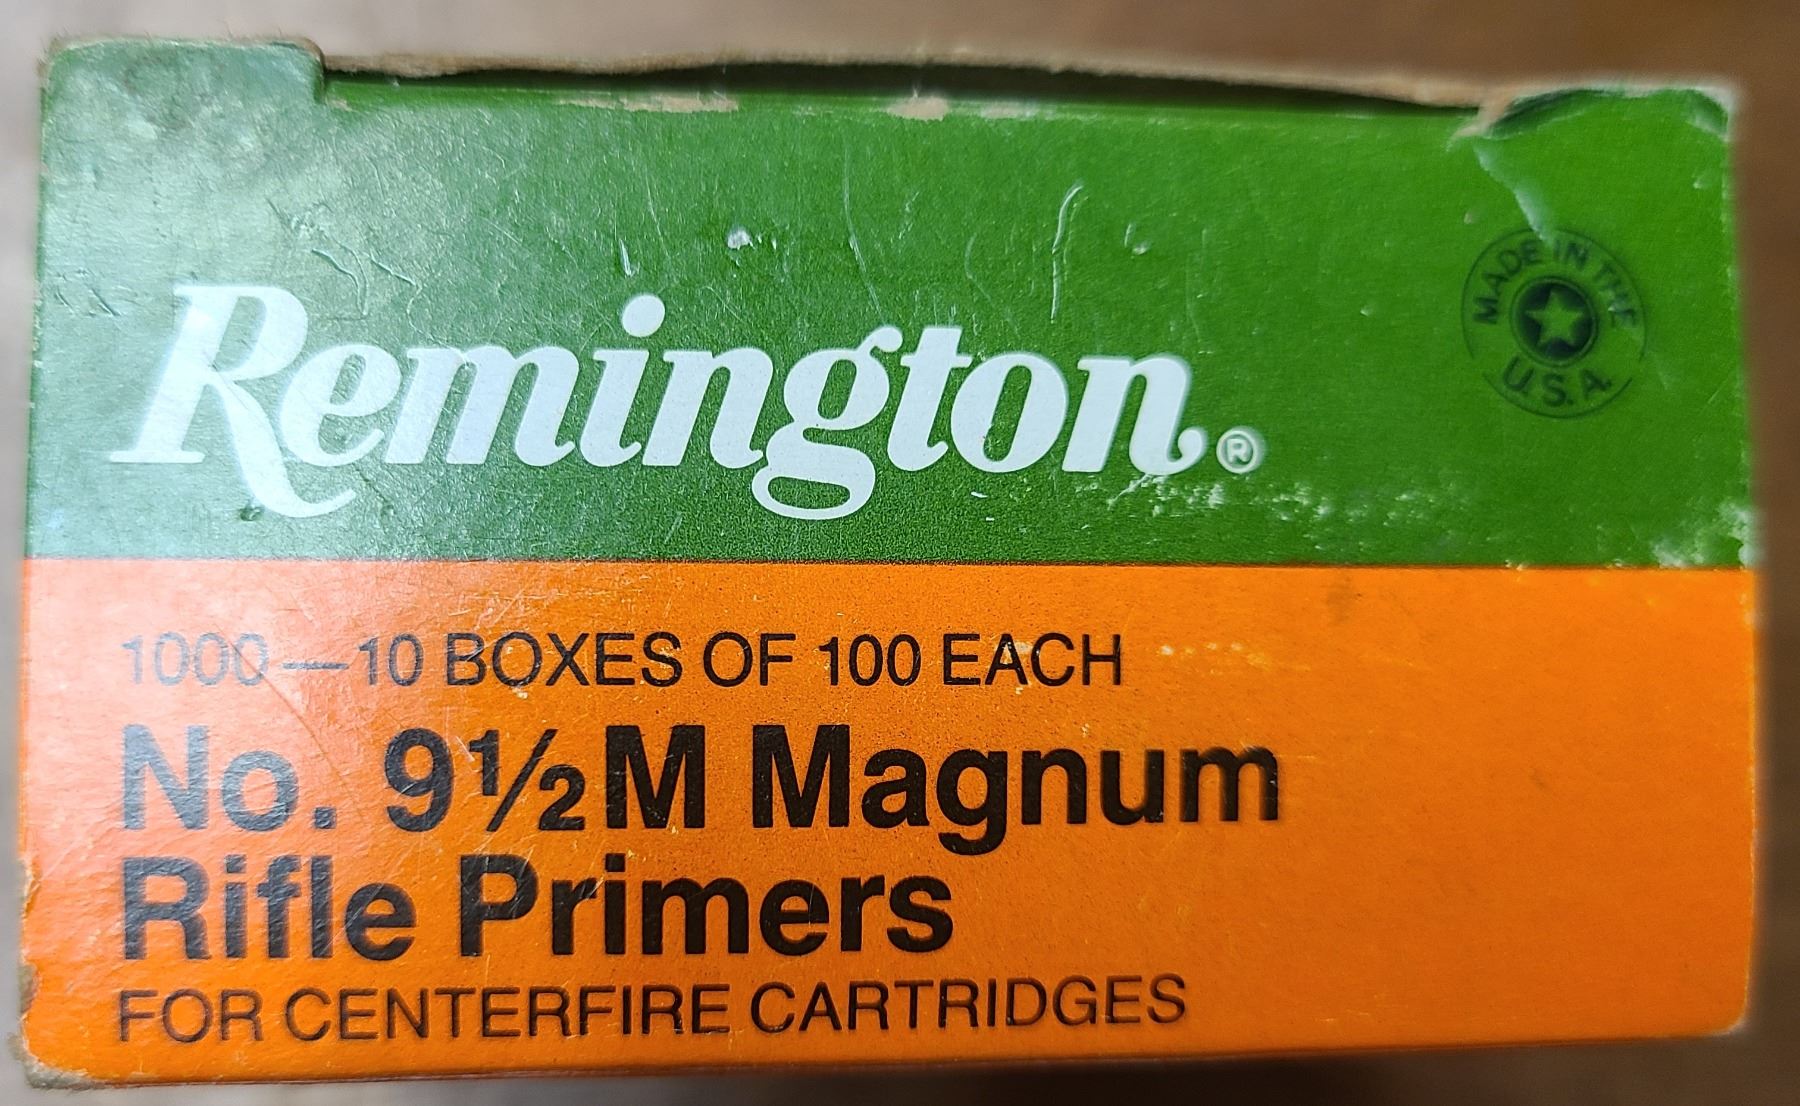 Remington®
MADE IN THE
U.S.A.
1000 — 10 BOXES OF 100 EACH
No. 9½M Magnum
Rifle Primers
FOR CENTERFIRE CARTRIDGES